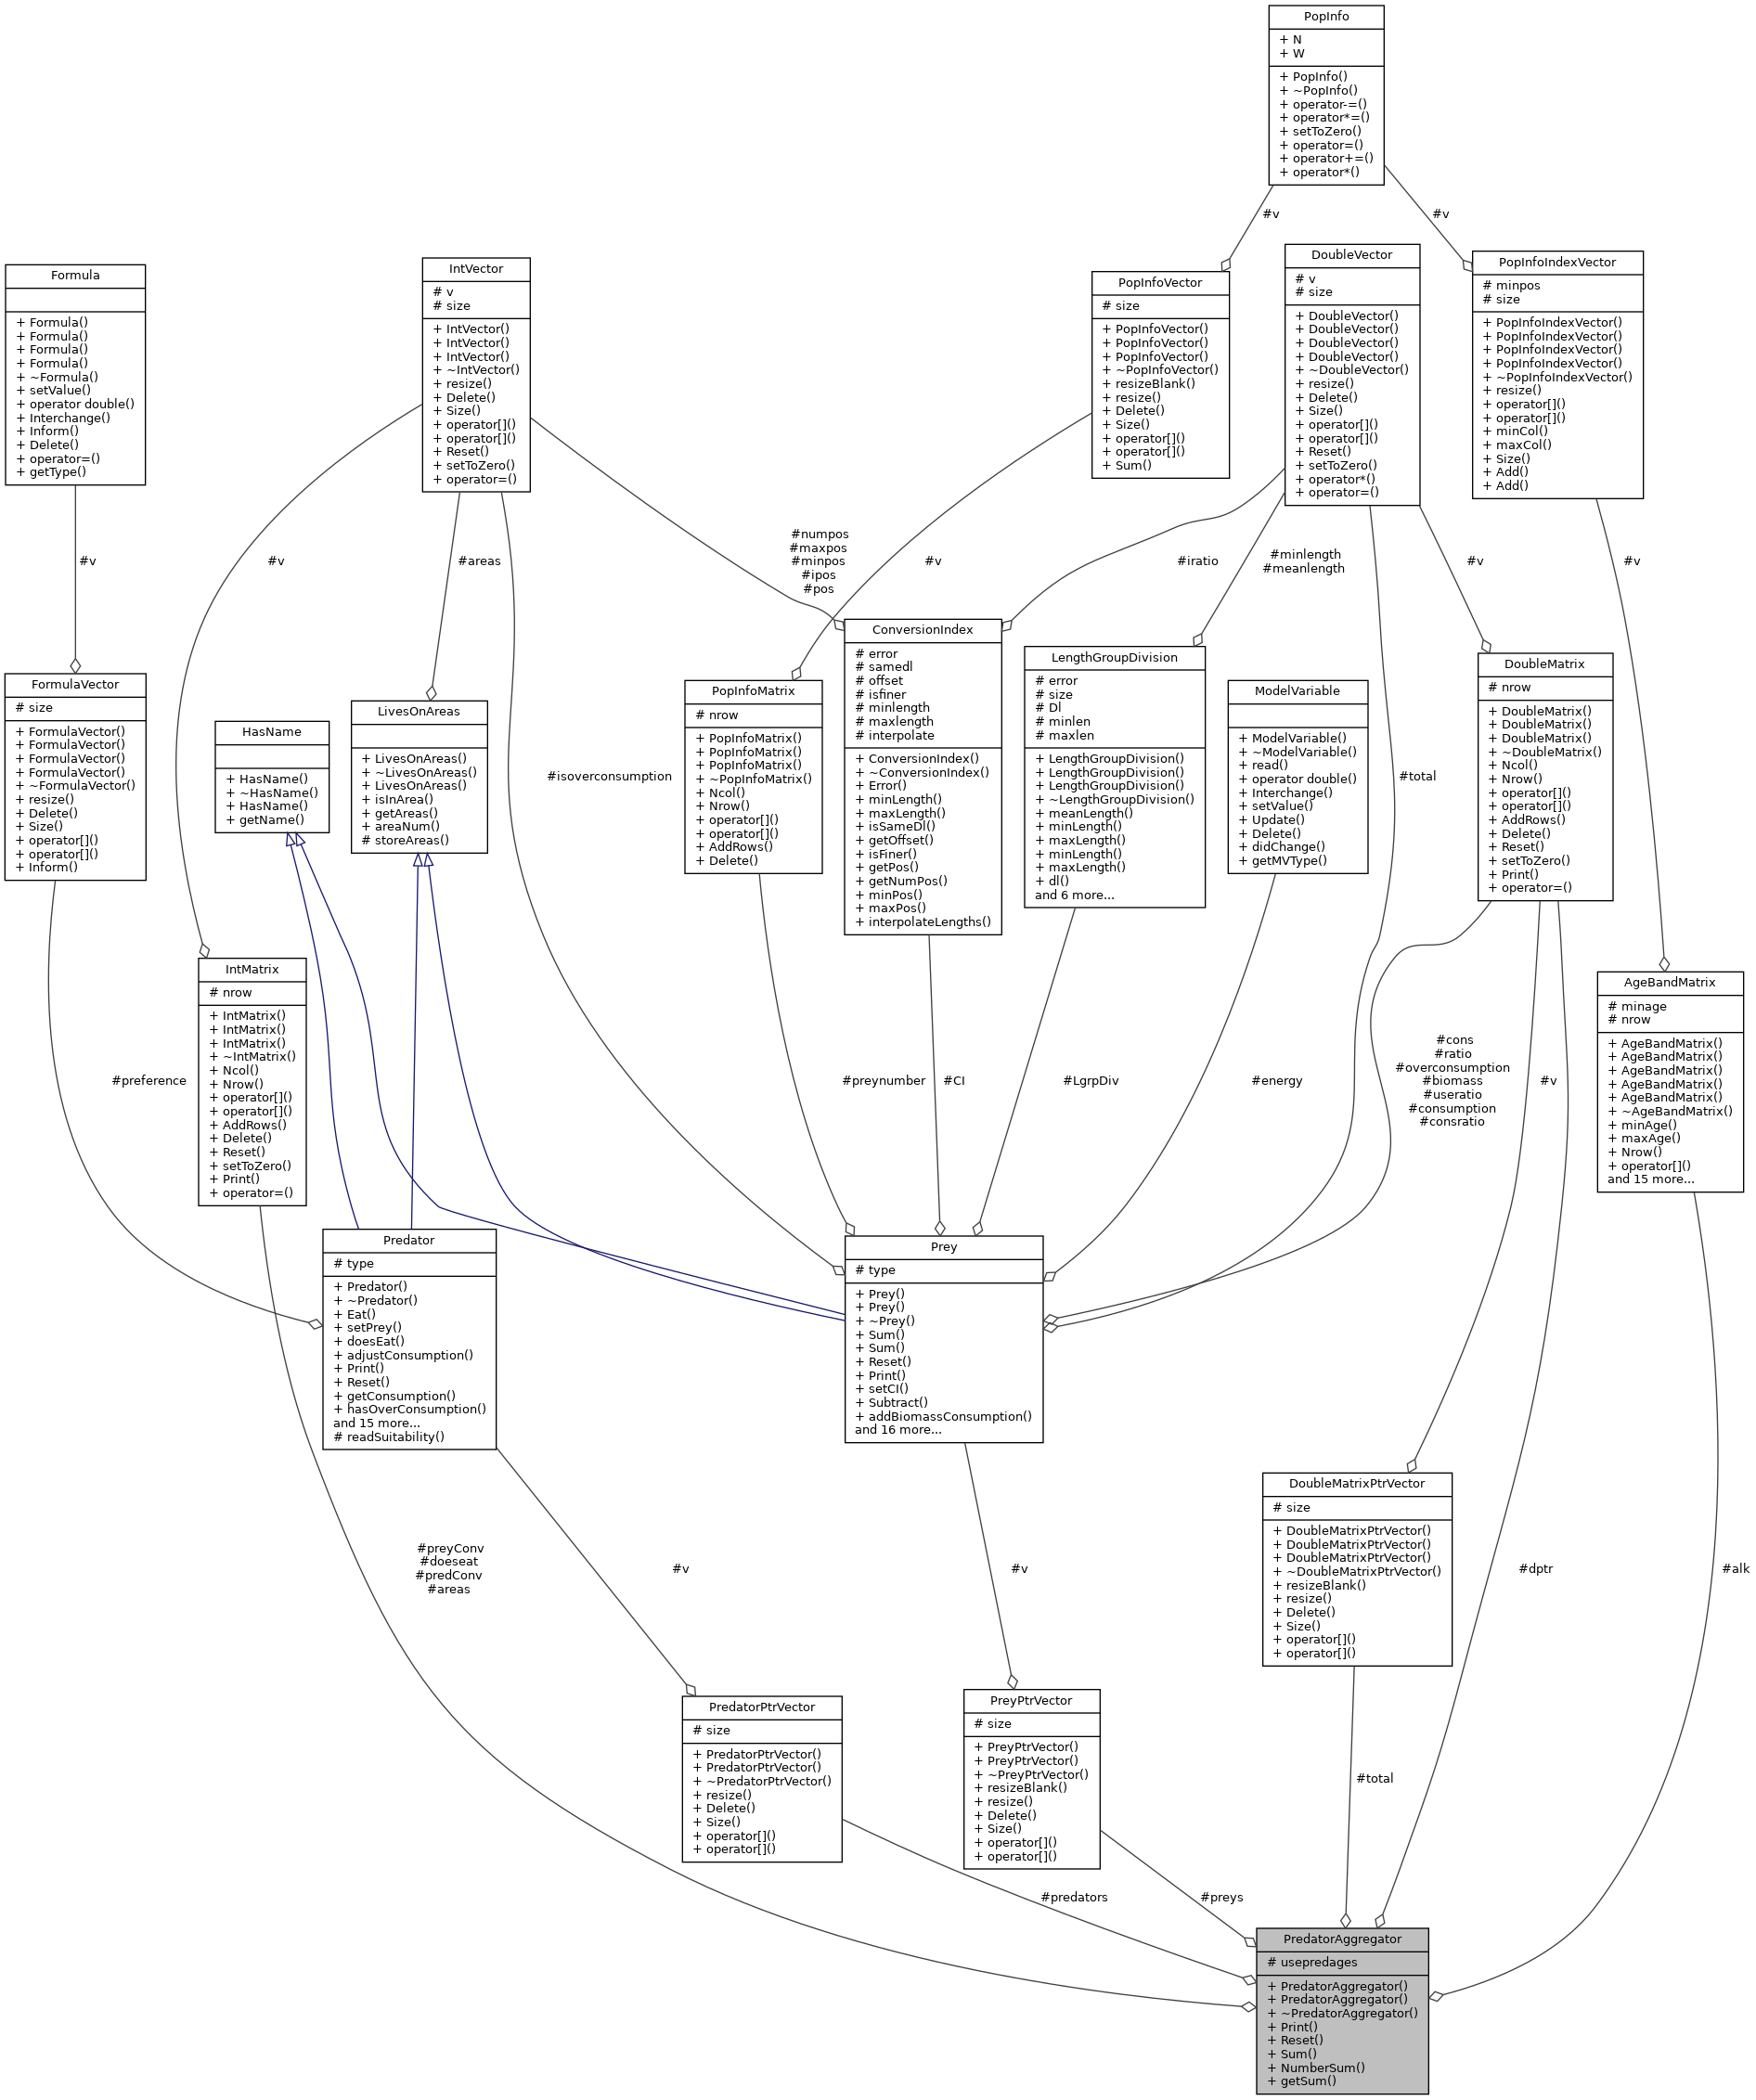 PopInfo
+ N
+ W
+ PopInfo()
+ ~PopInfo()
+ operator-=()
+ operator*=()
+ setToZero()
+ operator=()
+ operator+=()
+ operator*()
#v
#v
Formula
+ Formula()
+ Formula()
+ Formula()
+ Formula()
+ ~Formula()
+ setValue()
+ operator double()
+ Interchange()
+ Inform()
+ Delete()
+ operator=()
+ getType()
IntVector
# v
# size
+ IntVector()
+ IntVector()
+ IntVector()
+ ~IntVector()
+ resize()
+ Delete()
+ Size()
+ operator[]()
+ operator[]()
+ Reset()
+ setToZero()
+ operator=()
PopInfoVector
# size
+ PopInfoVector()
+ PopInfoVector()
+ PopInfoVector()
+ ~PopInfoVector()
+ resizeBlank()
+ resize()
+ Delete()
+ Size()
+ operator[]()
+ operator[]()
+ Sum()
DoubleVector
# v
# size
+ DoubleVector()
+ DoubleVector()
+ DoubleVector()
+ DoubleVector()
+ ~DoubleVector()
+ resize()
+ Delete()
+ Size()
+ operator[]()
+ operator[]()
+ Reset()
+ setToZero()
+ operator*()
+ operator=()
PopInfoIndexVector
# minpos
# size
+ PopInfoIndexVector()
+ PopInfoIndexVector()
+ PopInfoIndexVector()
+ PopInfoIndexVector()
+ ~PopInfoIndexVector()
+ resize()
+ operator[]()
+ operator[]()
+ minCol()
+ maxCol()
+ Size()
+ Add()
+ Add()
#v
#v
#areas
#numpos
#maxpos
#minpos
#ipos
#pos
#v
#iratio
#minlength
#meanlength
#v
#v
FormulaVector
# size
+ FormulaVector()
+ FormulaVector()
+ FormulaVector()
+ FormulaVector()
+ ~FormulaVector()
+ resize()
+ Delete()
+ Size()
+ operator[]()
+ operator[]()
+ Inform()
HasName
+ HasName()
+ ~HasName()
+ HasName()
+ getName()
LivesOnAreas
+ LivesOnAreas()
+ ~LivesOnAreas()
+ LivesOnAreas()
+ isInArea()
+ getAreas()
+ areaNum()
# storeAreas()
#isoverconsumption
PopInfoMatrix
# nrow
+ PopInfoMatrix()
+ PopInfoMatrix()
+ PopInfoMatrix()
+ ~PopInfoMatrix()
+ Ncol()
+ Nrow()
+ operator[]()
+ operator[]()
+ AddRows()
+ Delete()
ConversionIndex
# error
# samedl
# offset
# isfiner
# minlength
# maxlength
# interpolate
+ ConversionIndex()
+ ~ConversionIndex()
+ Error()
+ minLength()
+ maxLength()
+ isSameDl()
+ getOffset()
+ isFiner()
+ getPos()
+ getNumPos()
+ minPos()
+ maxPos()
+ interpolateLengths()
LengthGroupDivision
# error
# size
# Dl
# minlen
# maxlen
+ LengthGroupDivision()
+ LengthGroupDivision()
+ LengthGroupDivision()
+ ~LengthGroupDivision()
+ meanLength()
+ minLength()
+ maxLength()
+ minLength()
+ maxLength()
+ dl()
and 6 more...
ModelVariable
+ ModelVariable()
+ ~ModelVariable()
+ read()
+ operator double()
+ Interchange()
+ setValue()
+ Update()
+ Delete()
+ didChange()
+ getMVType()
#total
DoubleMatrix
# nrow
+ DoubleMatrix()
+ DoubleMatrix()
+ DoubleMatrix()
+ ~DoubleMatrix()
+ Ncol()
+ Nrow()
+ operator[]()
+ operator[]()
+ AddRows()
+ Delete()
+ Reset()
+ setToZero()
+ Print()
+ operator=()
IntMatrix
# nrow
+ IntMatrix()
+ IntMatrix()
+ IntMatrix()
+ ~IntMatrix()
+ Ncol()
+ Nrow()
+ operator[]()
+ operator[]()
+ AddRows()
+ Delete()
+ Reset()
+ setToZero()
+ Print()
+ operator=()
AgeBandMatrix
# minage
# nrow
+ AgeBandMatrix()
+ AgeBandMatrix()
+ AgeBandMatrix()
+ AgeBandMatrix()
+ AgeBandMatrix()
+ ~AgeBandMatrix()
+ minAge()
+ maxAge()
+ Nrow()
+ operator[]()
and 15 more...
#preference
#preynumber
#CI
#LgrpDiv
#energy
#cons
#ratio
#overconsumption
#biomass
#useratio
#consumption
#consratio
#v
Predator
# type
+ Predator()
+ ~Predator()
+ Eat()
+ setPrey()
+ doesEat()
+ adjustConsumption()
+ Print()
+ Reset()
+ getConsumption()
+ hasOverConsumption()
and 15 more...
# readSuitability()
Prey
# type
+ Prey()
+ Prey()
+ ~Prey()
+ Sum()
+ Sum()
+ Reset()
+ Print()
+ setCI()
+ Subtract()
+ addBiomassConsumption()
and 16 more...
DoubleMatrixPtrVector
# size
+ DoubleMatrixPtrVector()
+ DoubleMatrixPtrVector()
+ DoubleMatrixPtrVector()
+ ~DoubleMatrixPtrVector()
+ resizeBlank()
+ resize()
+ Delete()
+ Size()
+ operator[]()
+ operator[]()
#preyConv
#doeseat
#predConv
#areas
#v
#v
#dptr
#alk
PredatorPtrVector
# size
+ PredatorPtrVector()
+ PredatorPtrVector()
+ ~PredatorPtrVector()
+ resize()
+ Delete()
+ Size()
+ operator[]()
+ operator[]()
PreyPtrVector
# size
+ PreyPtrVector()
+ PreyPtrVector()
+ ~PreyPtrVector()
+ resizeBlank()
+ resize()
+ Delete()
+ Size()
+ operator[]()
+ operator[]()
#total
#predators
#preys
PredatorAggregator
# usepredages
+ PredatorAggregator()
+ PredatorAggregator()
+ ~PredatorAggregator()
+ Print()
+ Reset()
+ Sum()
+ NumberSum()
+ getSum()